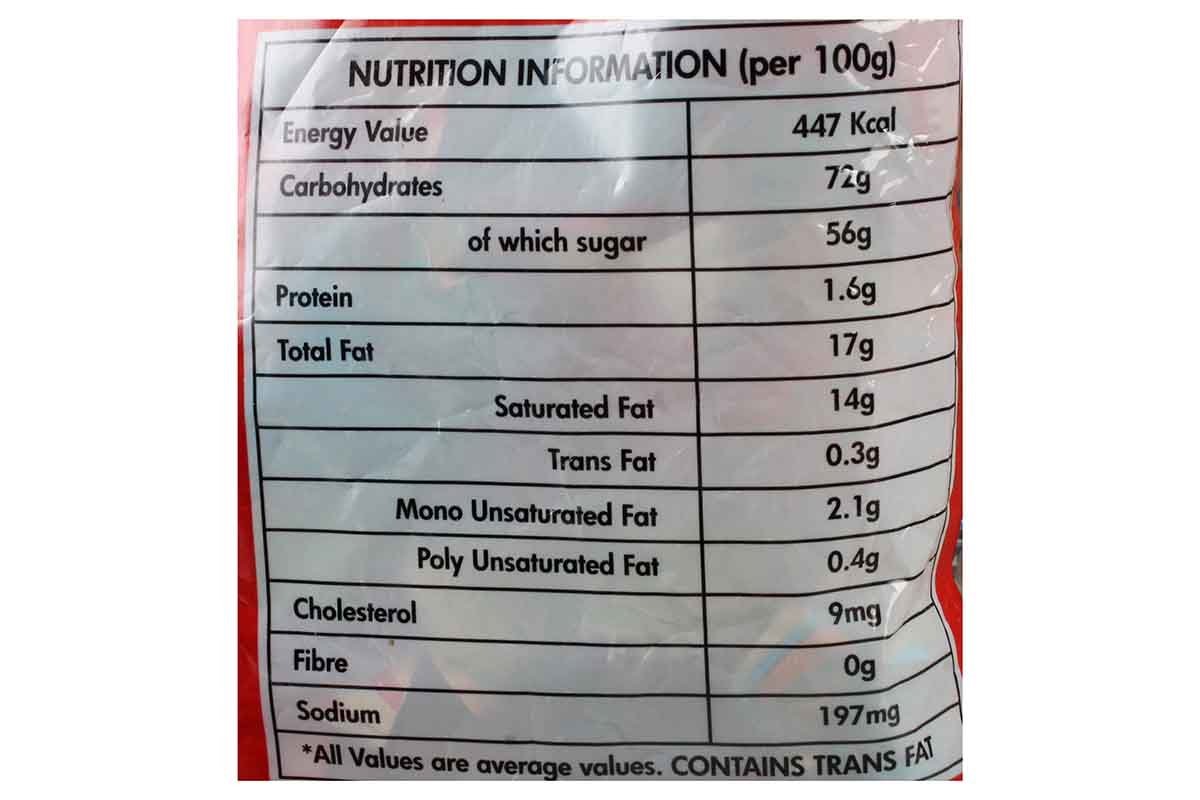 NUTRITION INFORMATION (per 100g)
Energy Value 447 Kcal
Carbohydrates 72g
of which sugar 56g
Protein 1.6g
Total Fat 17g
Saturated Fat 14g
Trans Fat 0.3g
Mono Unsaturated Fat 2.1g
Poly Unsaturated Fat 0.4g
Cholesterol 9mg
Fibre 0g
Sodium 197mg
*All Values are average values. CONTAINS TRANS FAT